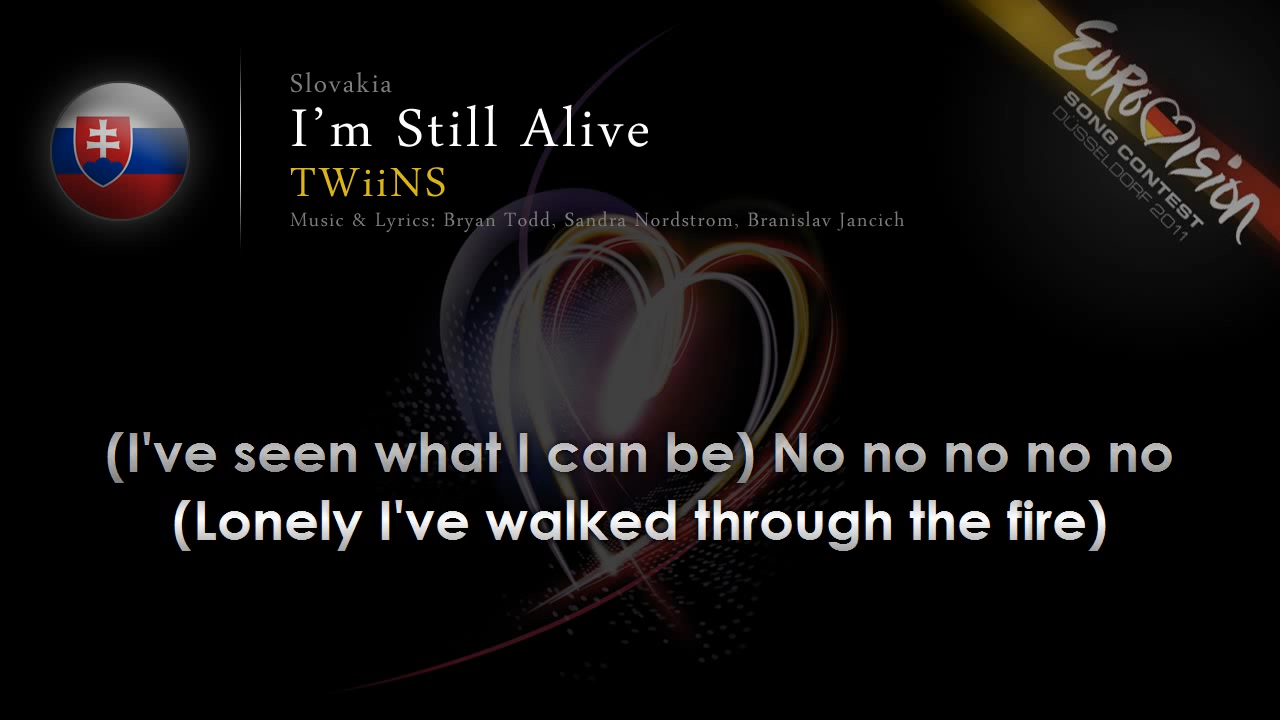 Slovakia
I'm Still Alive
TWiiNS
Music & Lyrics: Bryan Todd, Sandra Nordstrom, Branislav Jancich
EUROVISION
SONG CONTEST
DÜSSELDORF 2011
(I've seen what I can be) No no no no no
(Lonely I've walked through the fire)